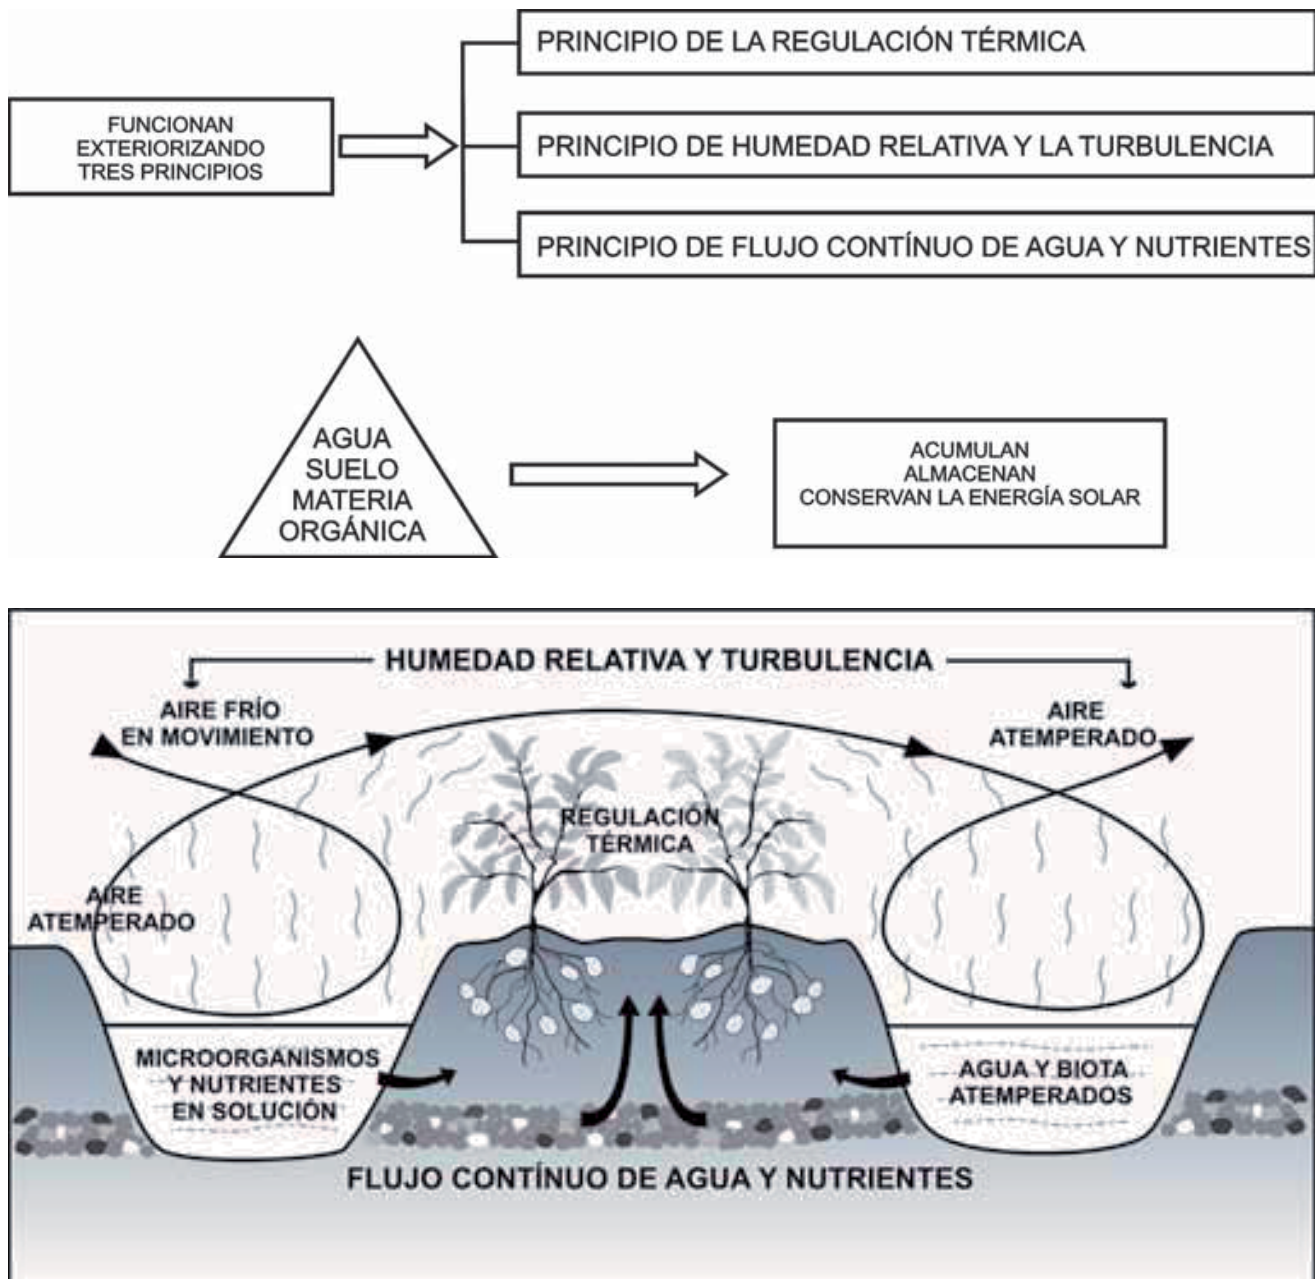 FUNCIONAN
EXTERIORIZANDO
TRES PRINCIPIOS
PRINCIPIO DE LA REGULACIÓN TÉRMICA
PRINCIPIO DE HUMEDAD RELATIVA Y LA TURBULENCIA
PRINCIPIO DE FLUJO CONTÍNUO DE AGUA Y NUTRIENTES
AGUA
SUELO
MATERIA
ORGÁNICA
ACUMULAN
ALMACENAN
CONSERVAN LA ENERGÍA SOLAR
HUMEDAD RELATIVA Y TURBULENCIA
AIRE FRÍO
EN MOVIMIENTO
AIRE
ATEMPERADO
REGULACIÓN
TÉRMICA
AIRE
ATEMPERADO
MICROORGANISMOS
Y NUTRIENTES
EN SOLUCIÓN
AGUA Y BIOTA
ATEMPERADOS
FLUJO CONTÍNUO DE AGUA Y NUTRIENTES